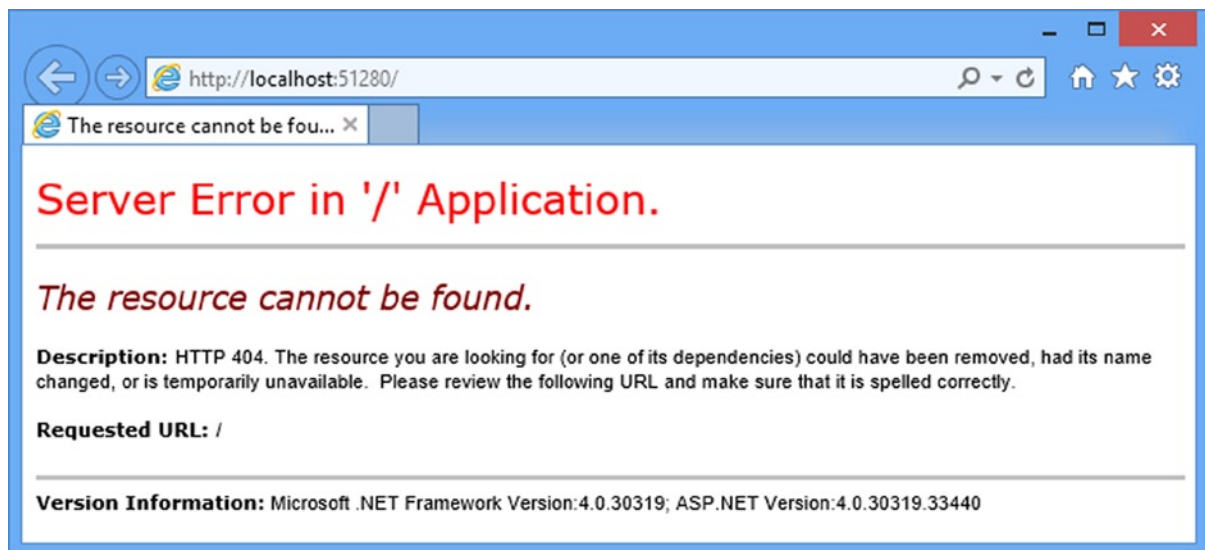 http://localhost:51280/
The resource cannot be fou...
Server Error in '/' Application.
The resource cannot be found.
Description: HTTP 404. The resource you are looking for (or one of its dependencies) could have been removed, had its name
changed, or is temporarily unavailable.  Please review the following URL and make sure that it is spelled correctly.
Requested URL: /
Version Information: Microsoft .NET Framework Version:4.0.30319; ASP.NET Version:4.0.30319.33440